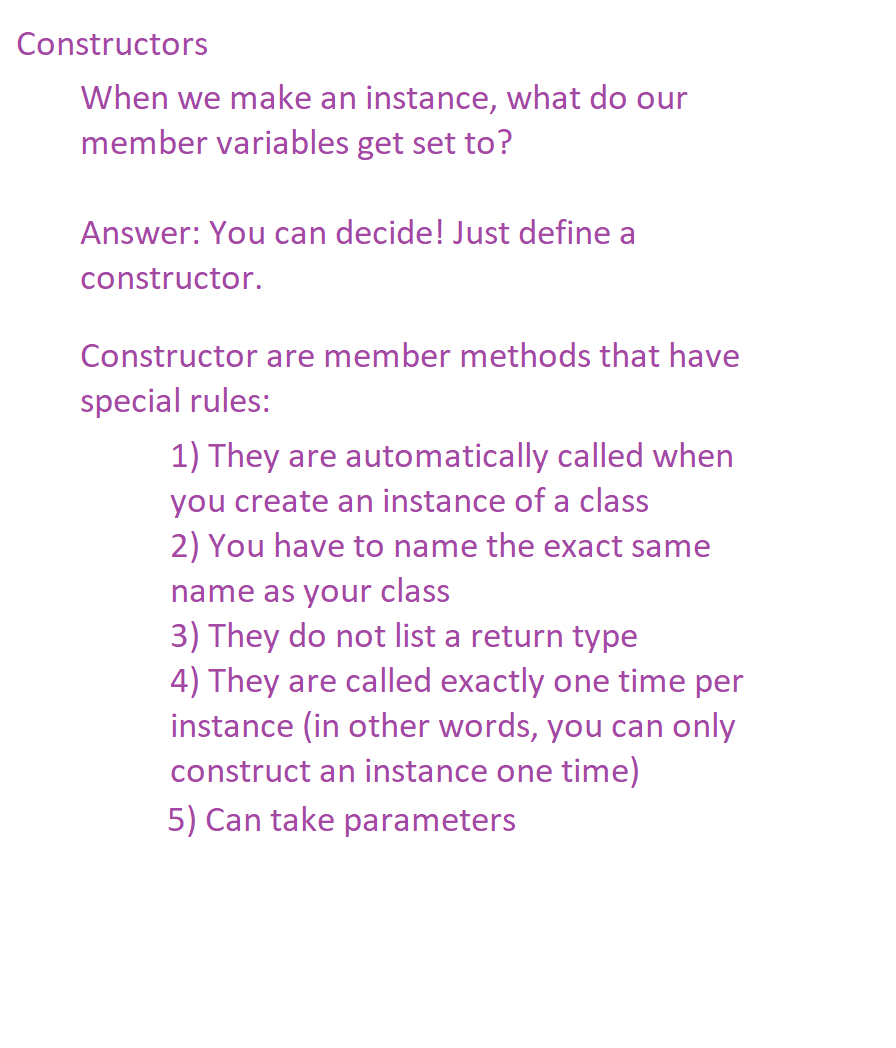 Constructors
When we make an instance, what do our
member variables get set to?
Answer: You can decide! Just define a
constructor.
Constructor are member methods that have
special rules:
1) They are automatically called when
you create an instance of a class
2) You have to name the exact same
name as your class
3) They do not list a return type
4) They are called exactly one time per
instance (in other words, you can only
construct an instance one time)
5) Can take parameters